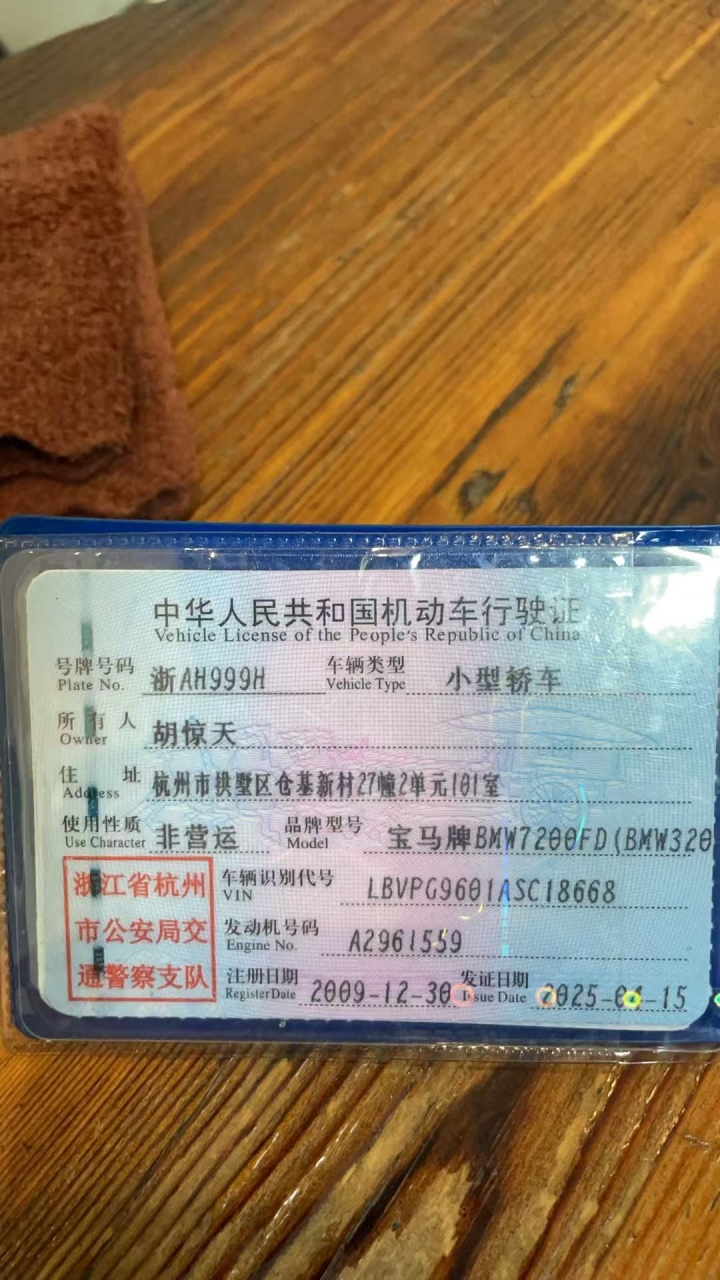 中华人民共和国机动车行驶证
Vehicle License of the People's Republic of China
号牌号码 浙AH999H 车辆类型 小型轿车
Plate No. Vehicle Type
所有人 胡惊天
Owner
住址 杭州市拱墅区仓基新村27幢2单元101室
Address
使用性质 非营运 品牌型号 宝马牌BMW7200FD(BMW320
Use Character Model
浙江省杭州
市公安局交
通警察支队
车辆识别代号 LBVPG9601ASC18668
VIN
发动机号码 A2961559
Engine No.
注册日期 2009-12-30 发证日期 2025-04-15
Register Date Issue Date